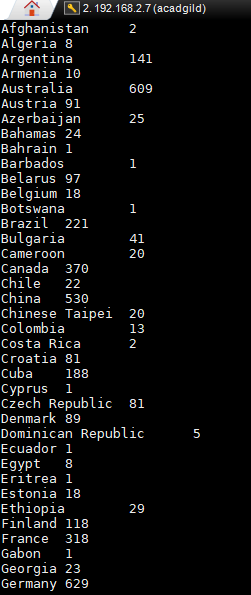 2. 192.168.2.7 (acadgild)
Afghanistan 2
Algeria 8
Argentina 141
Armenia 10
Australia 609
Austria 91
Azerbaijan 25
Bahamas 24
Bahrain 1
Barbados 1
Belarus 97
Belgium 18
Botswana 1
Brazil 221
Bulgaria 41
Cameroon 20
Canada 370
Chile 22
China 530
Chinese Taipei 20
Colombia 13
Costa Rica 2
Croatia 81
Cuba 188
Cyprus 1
Czech Republic 81
Denmark 89
Dominican Republic 5
Ecuador 1
Egypt 8
Eritrea 1
Estonia 18
Ethiopia 29
Finland 118
France 318
Gabon 1
Georgia 23
Germany 629